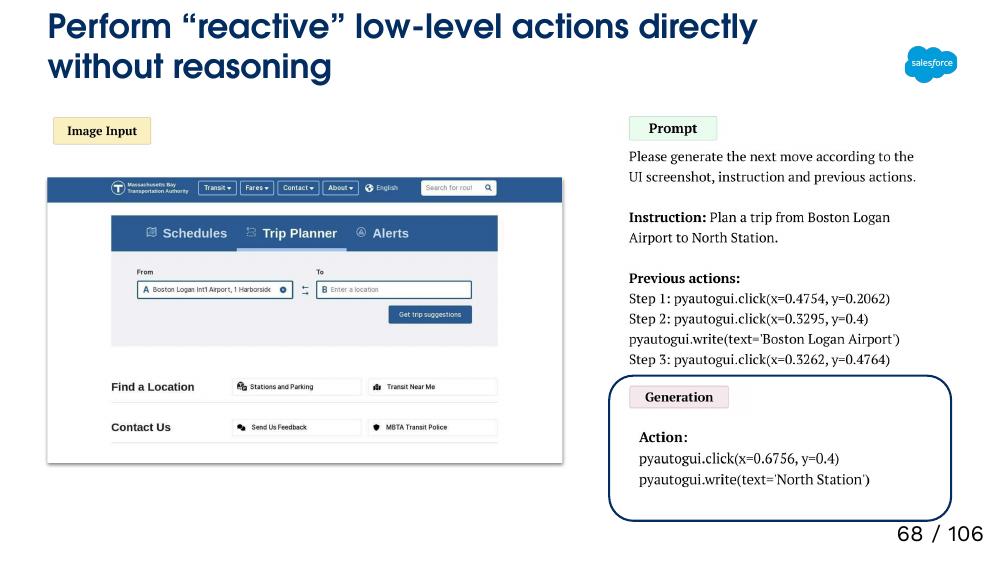 Perform “reactive” low-level actions directly
without reasoning
salesforce
Image Input
Massachusetts Bay
Transportation Authority
Transit
Fares
Contact
About
English
Search for rout
Schedules
Trip Planner
Alerts
From
To
A Boston Logan Int'l Airport, 1 Harborside
B Enter a location
Get trip suggestions
Find a Location
Stations and Parking
Transit Near Me
Contact Us
Send Us Feedback
MBTA Transit Police
Prompt
Please generate the next move according to the
UI screenshot, instruction and previous actions.
Instruction: Plan a trip from Boston Logan
Airport to North Station.
Previous actions:
Step 1: pyautogui.click(x=0.4754, y=0.2062)
Step 2: pyautogui.click(x=0.3295, y=0.4)
pyautogui.write(text='Boston Logan Airport')
Step 3: pyautogui.click(x=0.3262, y=0.4764)
Generation
Action:
pyautogui.click(x=0.6756, y=0.4)
pyautogui.write(text='North Station')
68 / 106